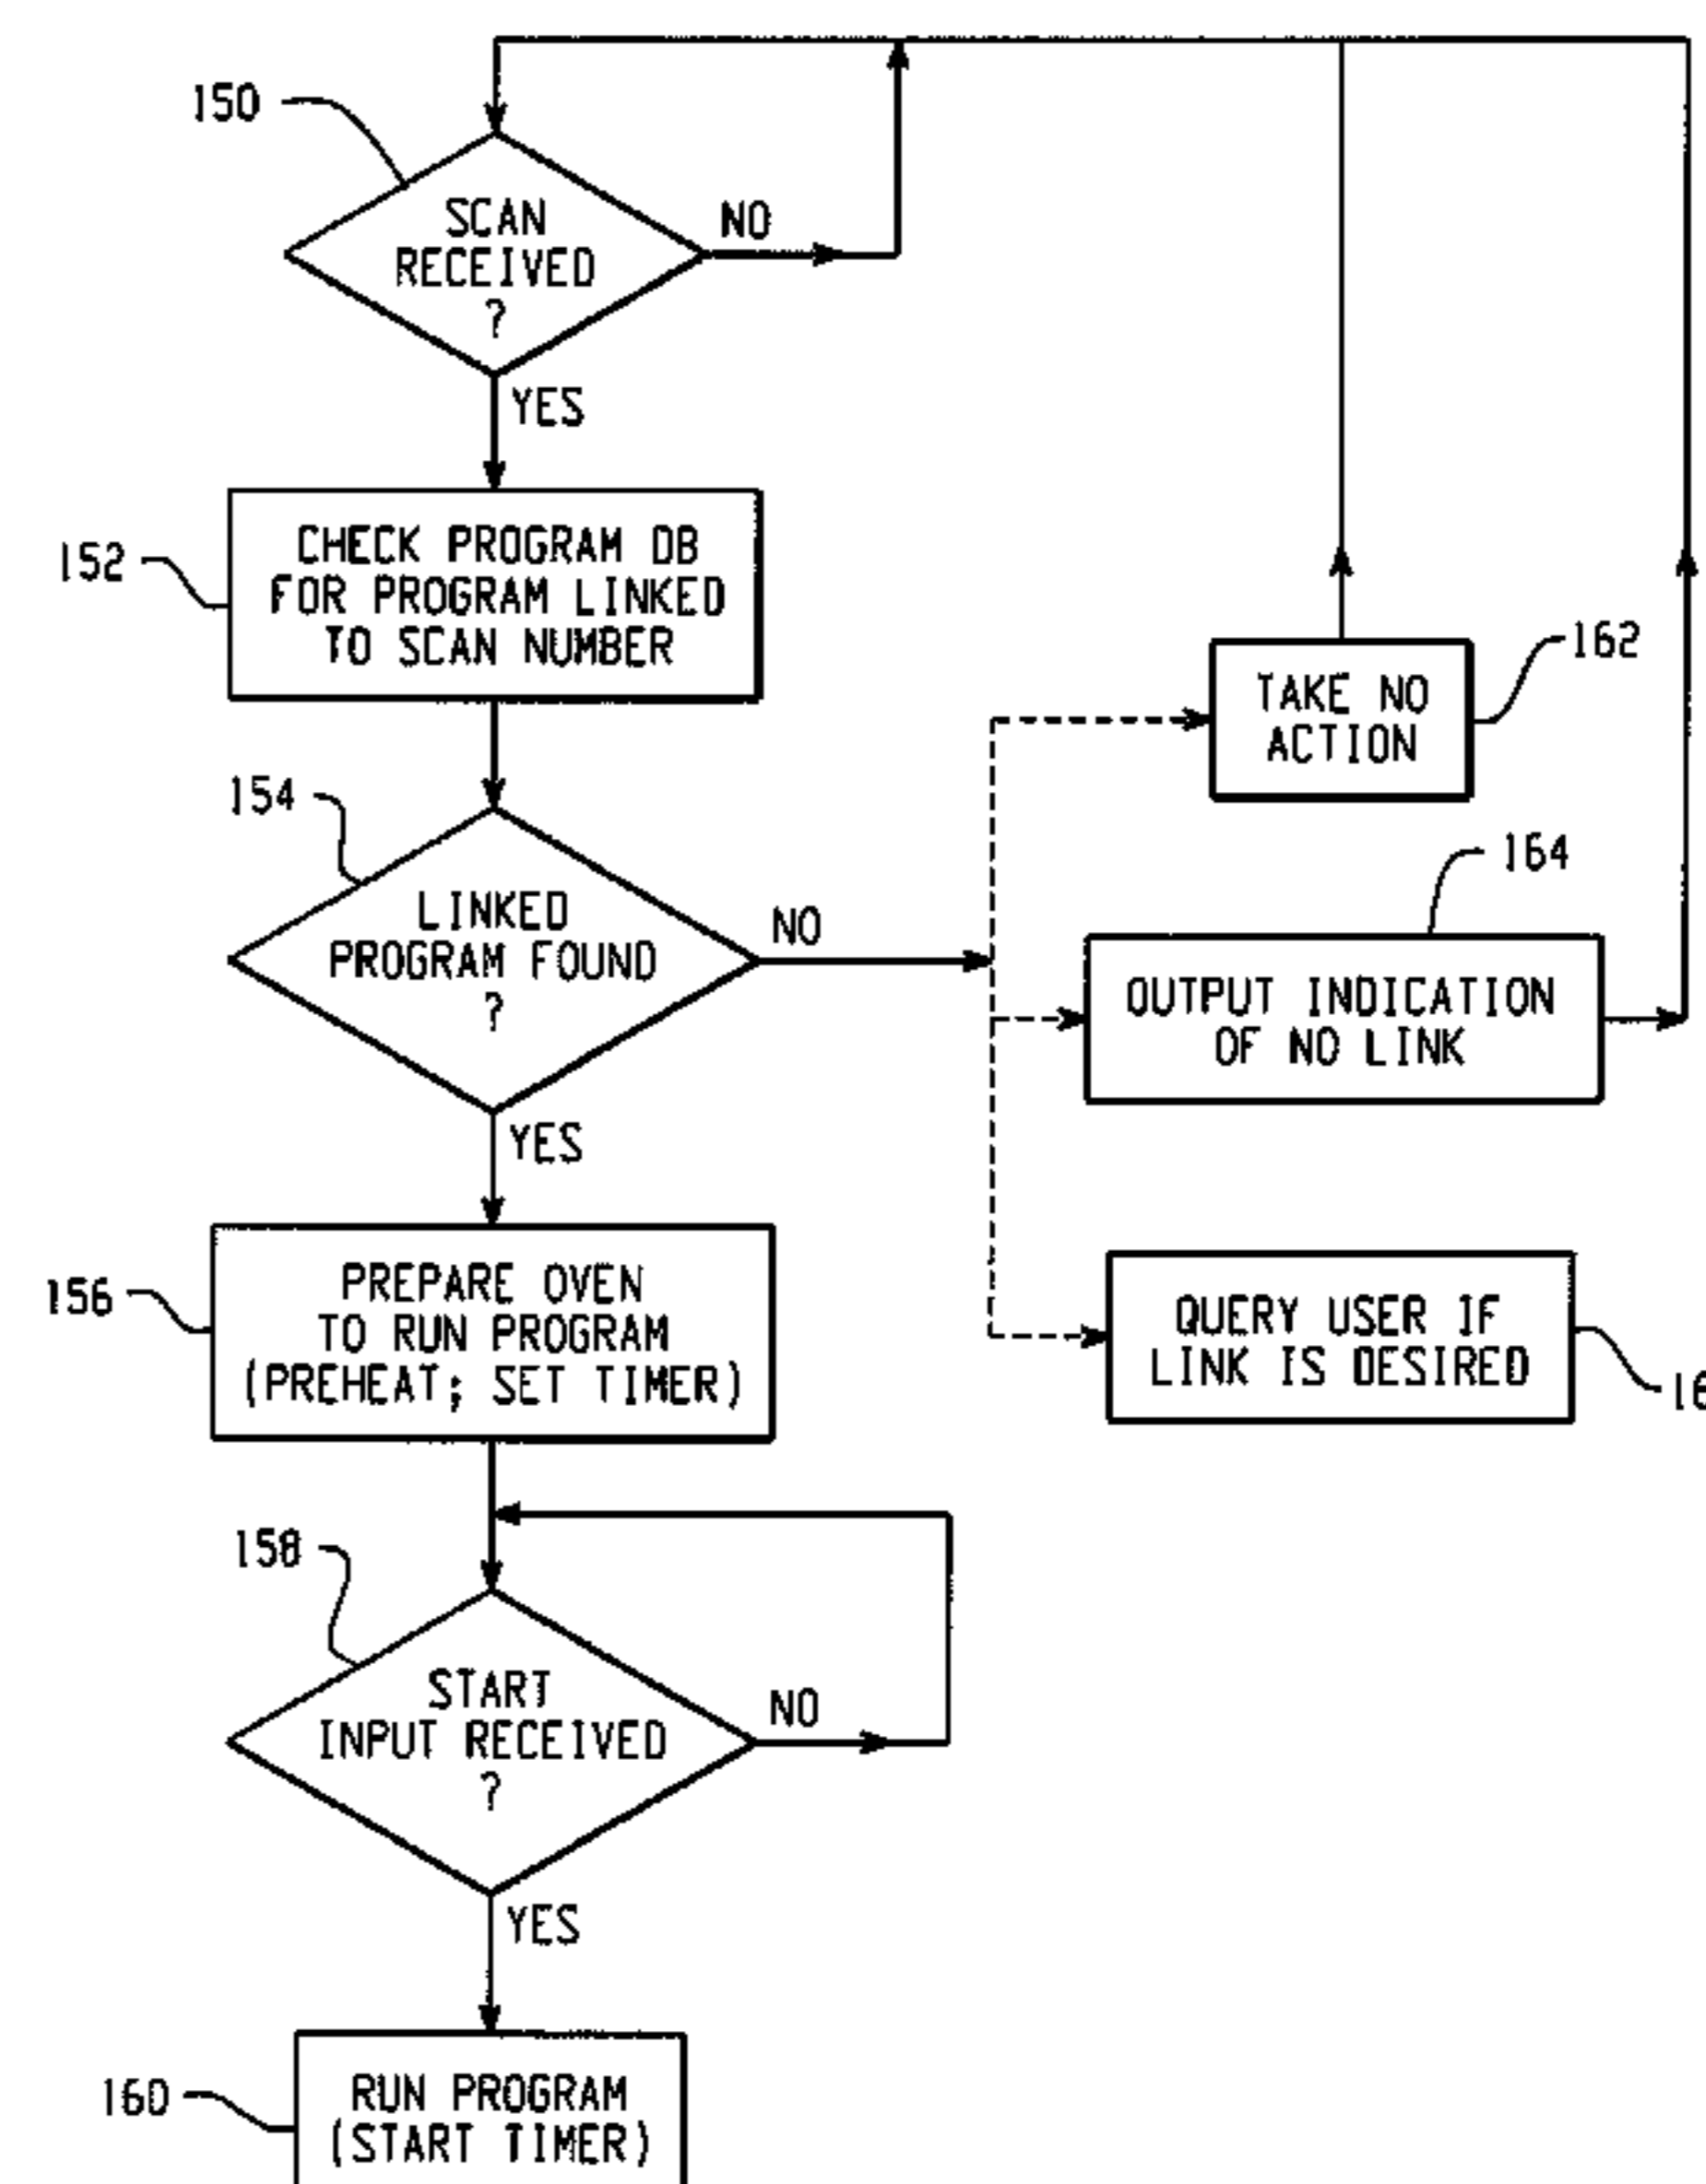 150
SCAN
RECEIVED
?
NO
YES
152
CHECK PROGRAM DB
FOR PROGRAM LINKED
TO SCAN NUMBER
162
TAKE NO
ACTION
154
LINKED
PROGRAM FOUND
?
NO
YES
164
OUTPUT INDICATION
OF NO LINK
156
PREPARE OVEN
TO RUN PROGRAM
(PREHEAT; SET TIMER)
QUERY USER IF
LINK IS DESIRED
158
START
INPUT RECEIVED
?
NO
YES
160
RUN PROGRAM
(START TIMER)